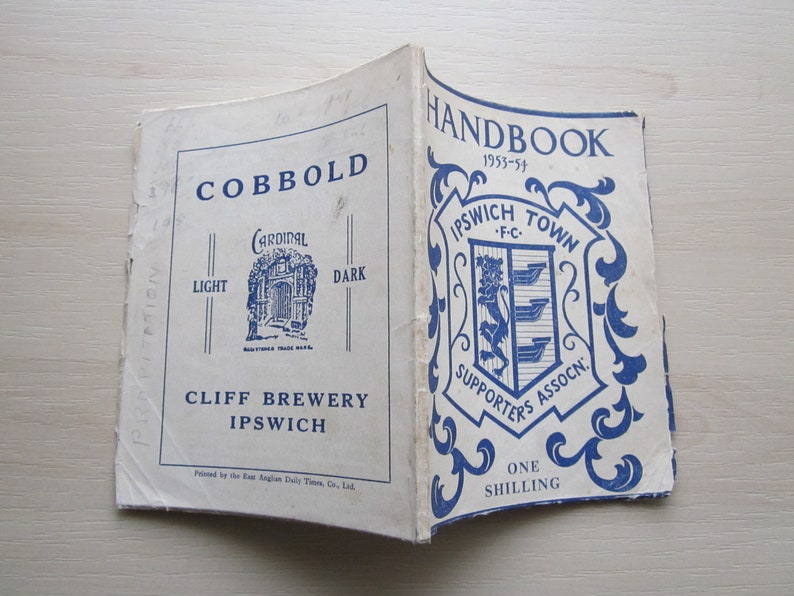 COBBOLD
CARDINAL
LIGHT
DARK
REGISTERED TRADE MARK.
CLIFF BREWERY
IPSWICH
Printed by the East Anglian Daily Times, Co., Ltd.
PROPITATION
HANDBOOK
1953-54
IPSWICH TOWN
·F·C·
SUPPORTERS ASSOCN.
ONE
SHILLING